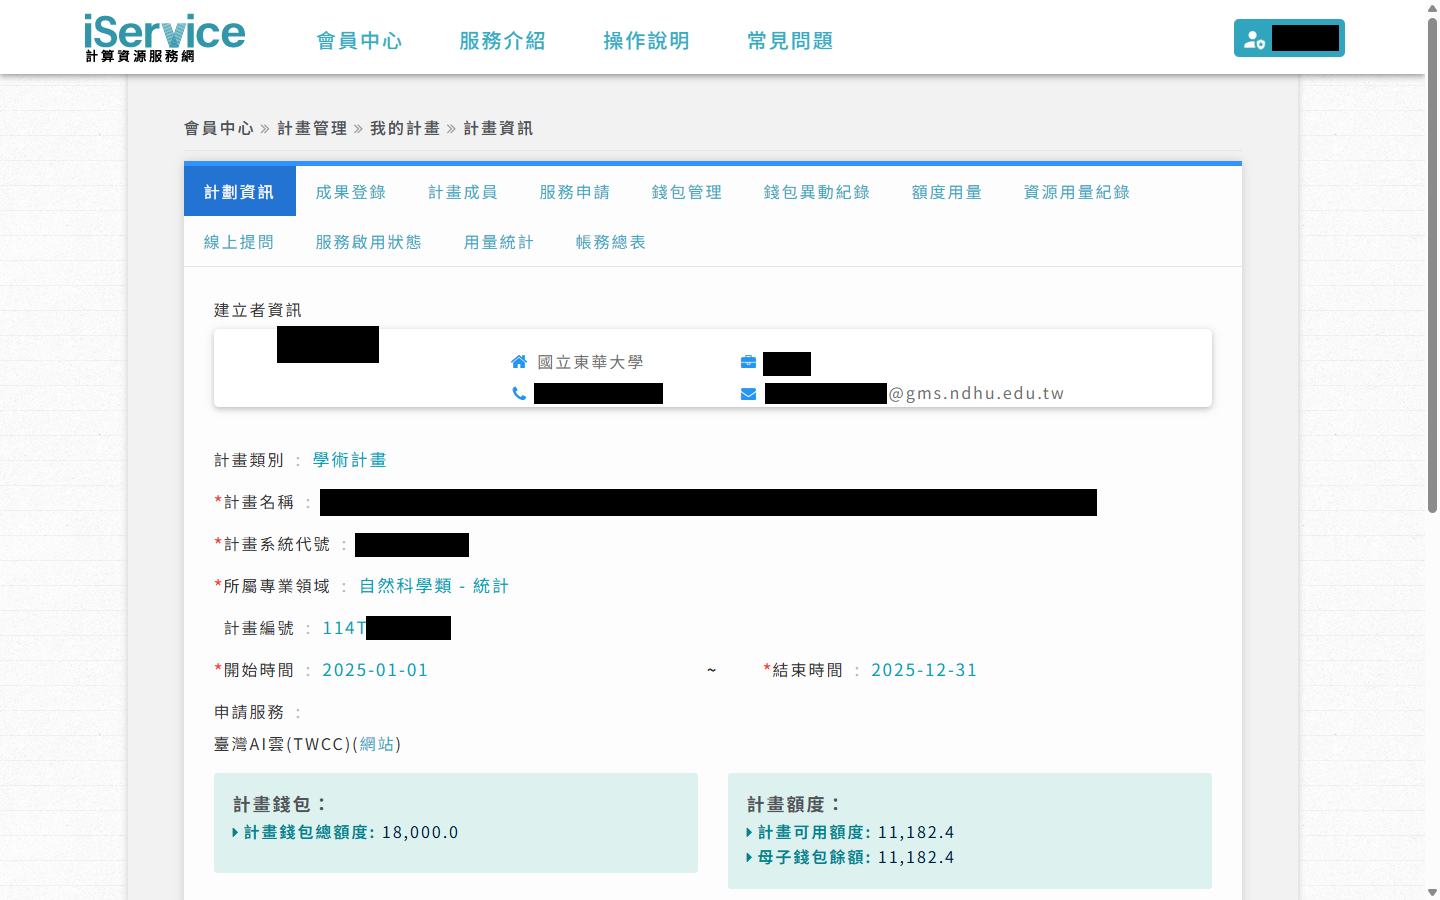 iService
計算資源服務網
會員中心 服務介紹 操作說明 常見問題
會員中心 » 計畫管理 » 我的計畫 » 計畫資訊
計劃資訊 成果登錄 計畫成員 服務申請 錢包管理 錢包異動紀錄 額度用量 資源用量紀錄
線上提問 服務啟用狀態 用量統計 帳務總表
建立者資訊
國立東華大學
@gms.ndhu.edu.tw
計畫類別 : 學術計畫
*計畫名稱 :
*計畫系統代號 :
*所屬專業領域 : 自然科學類 - 統計
計畫編號 : 114T
*開始時間 : 2025-01-01 ~ *結束時間 : 2025-12-31
申請服務 :
臺灣AI雲(TWCC)(網站)
計畫錢包：
計畫錢包總額度: 18,000.0
計畫額度：
計畫可用額度: 11,182.4
母子錢包餘額: 11,182.4